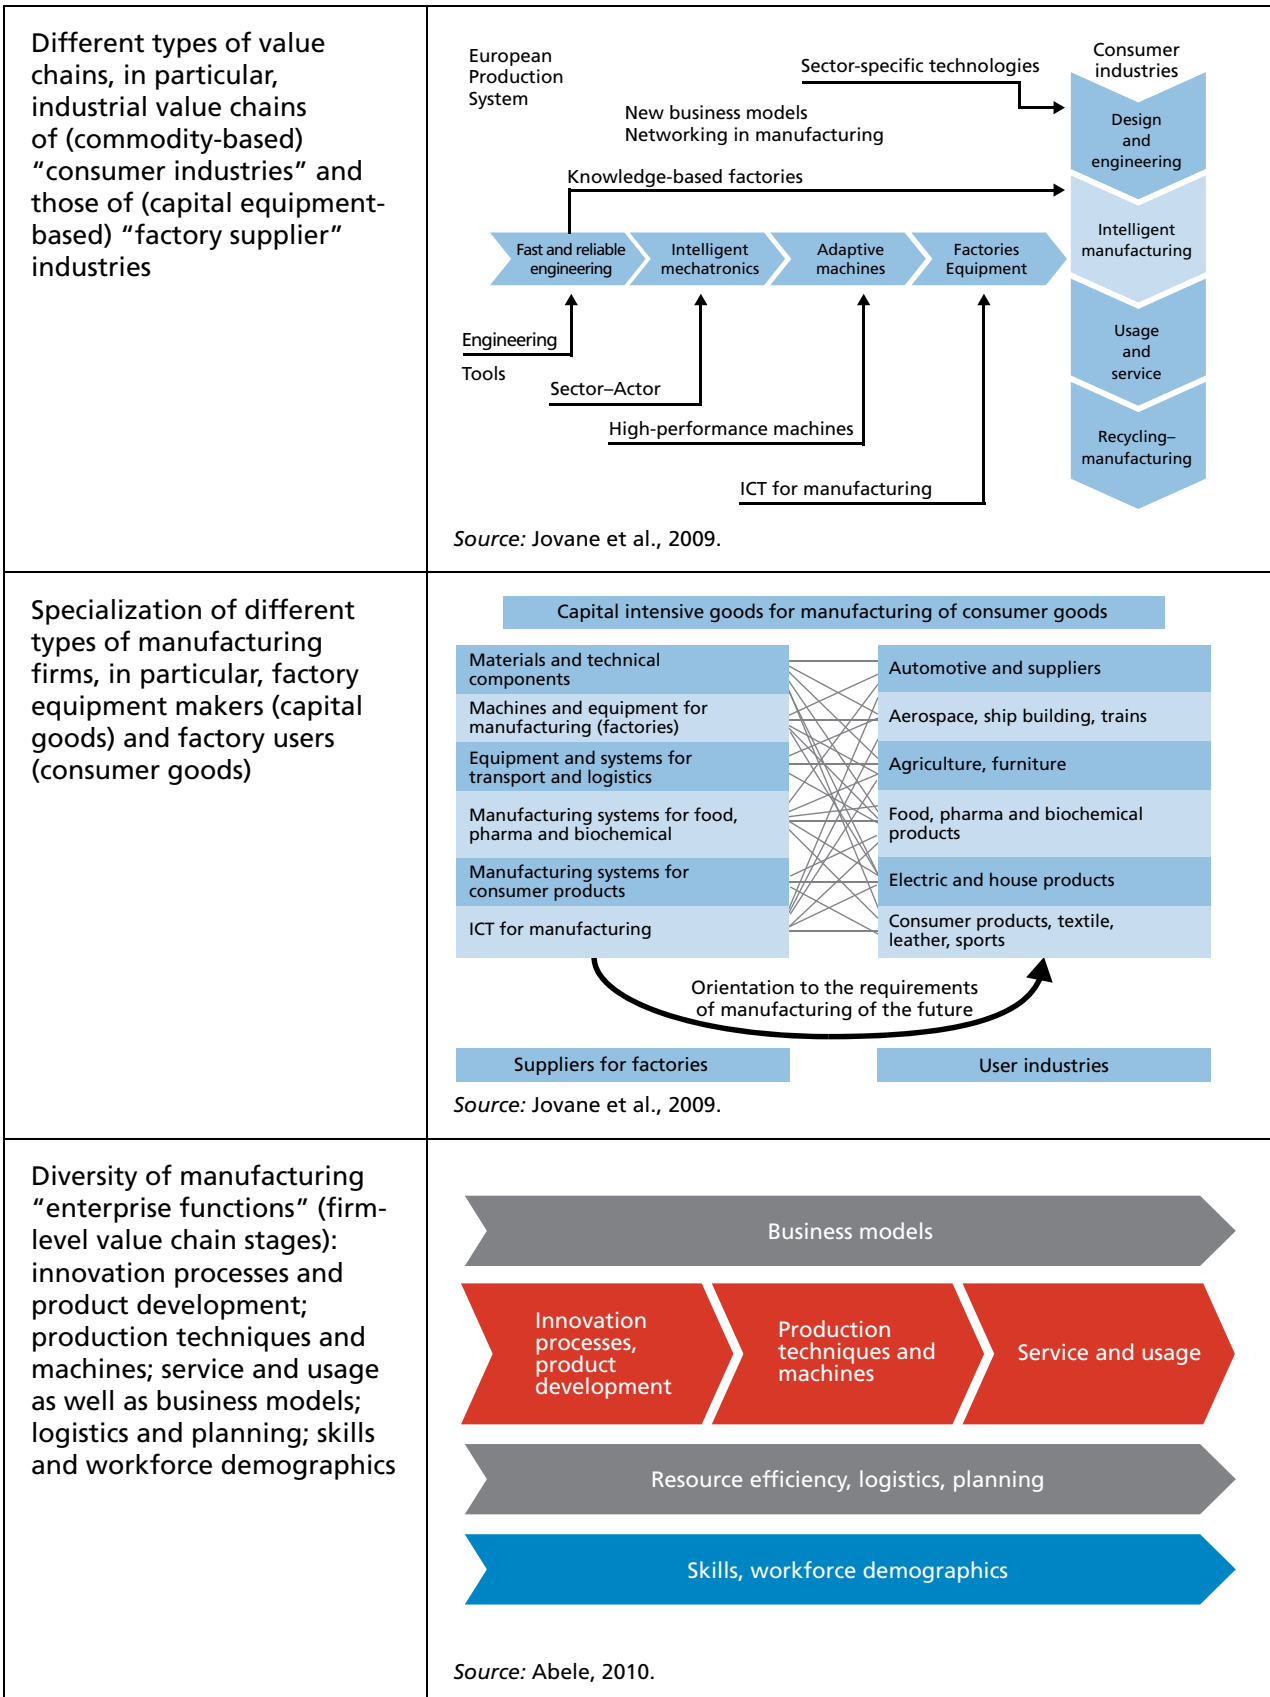 Different types of value
chains, in particular,
industrial value chains
of (commodity-based)
“consumer industries” and
those of (capital equipment-
based) “factory supplier”
industries
European
Production
System
Sector-specific technologies
Consumer
industries
New business models
Networking in manufacturing
Knowledge-based factories
Design
and
engineering
Intelligent
manufacturing
Usage
and
service
Recycling–
manufacturing
Fast and reliable
engineering
Intelligent
mechatronics
Adaptive
machines
Factories
Equipment
Engineering
Tools
Sector–Actor
High-performance machines
ICT for manufacturing
Source: Jovane et al., 2009.
Specialization of different
types of manufacturing
firms, in particular, factory
equipment makers (capital
goods) and factory users
(consumer goods)
Capital intensive goods for manufacturing of consumer goods
Materials and technical
components
Machines and equipment for
manufacturing (factories)
Equipment and systems for
transport and logistics
Manufacturing systems for food,
pharma and biochemical
Manufacturing systems for
consumer products
ICT for manufacturing
Automotive and suppliers
Aerospace, ship building, trains
Agriculture, furniture
Food, pharma and biochemical
products
Electric and house products
Consumer products, textile,
leather, sports
Orientation to the requirements
of manufacturing of the future
Suppliers for factories
User industries
Source: Jovane et al., 2009.
Diversity of manufacturing
“enterprise functions” (firm-
level value chain stages):
innovation processes and
product development;
production techniques and
machines; service and usage
as well as business models;
logistics and planning; skills
and workforce demographics
Business models
Innovation
processes,
product
development
Production
techniques and
machines
Service and usage
Resource efficiency, logistics, planning
Skills, workforce demographics
Source: Abele, 2010.